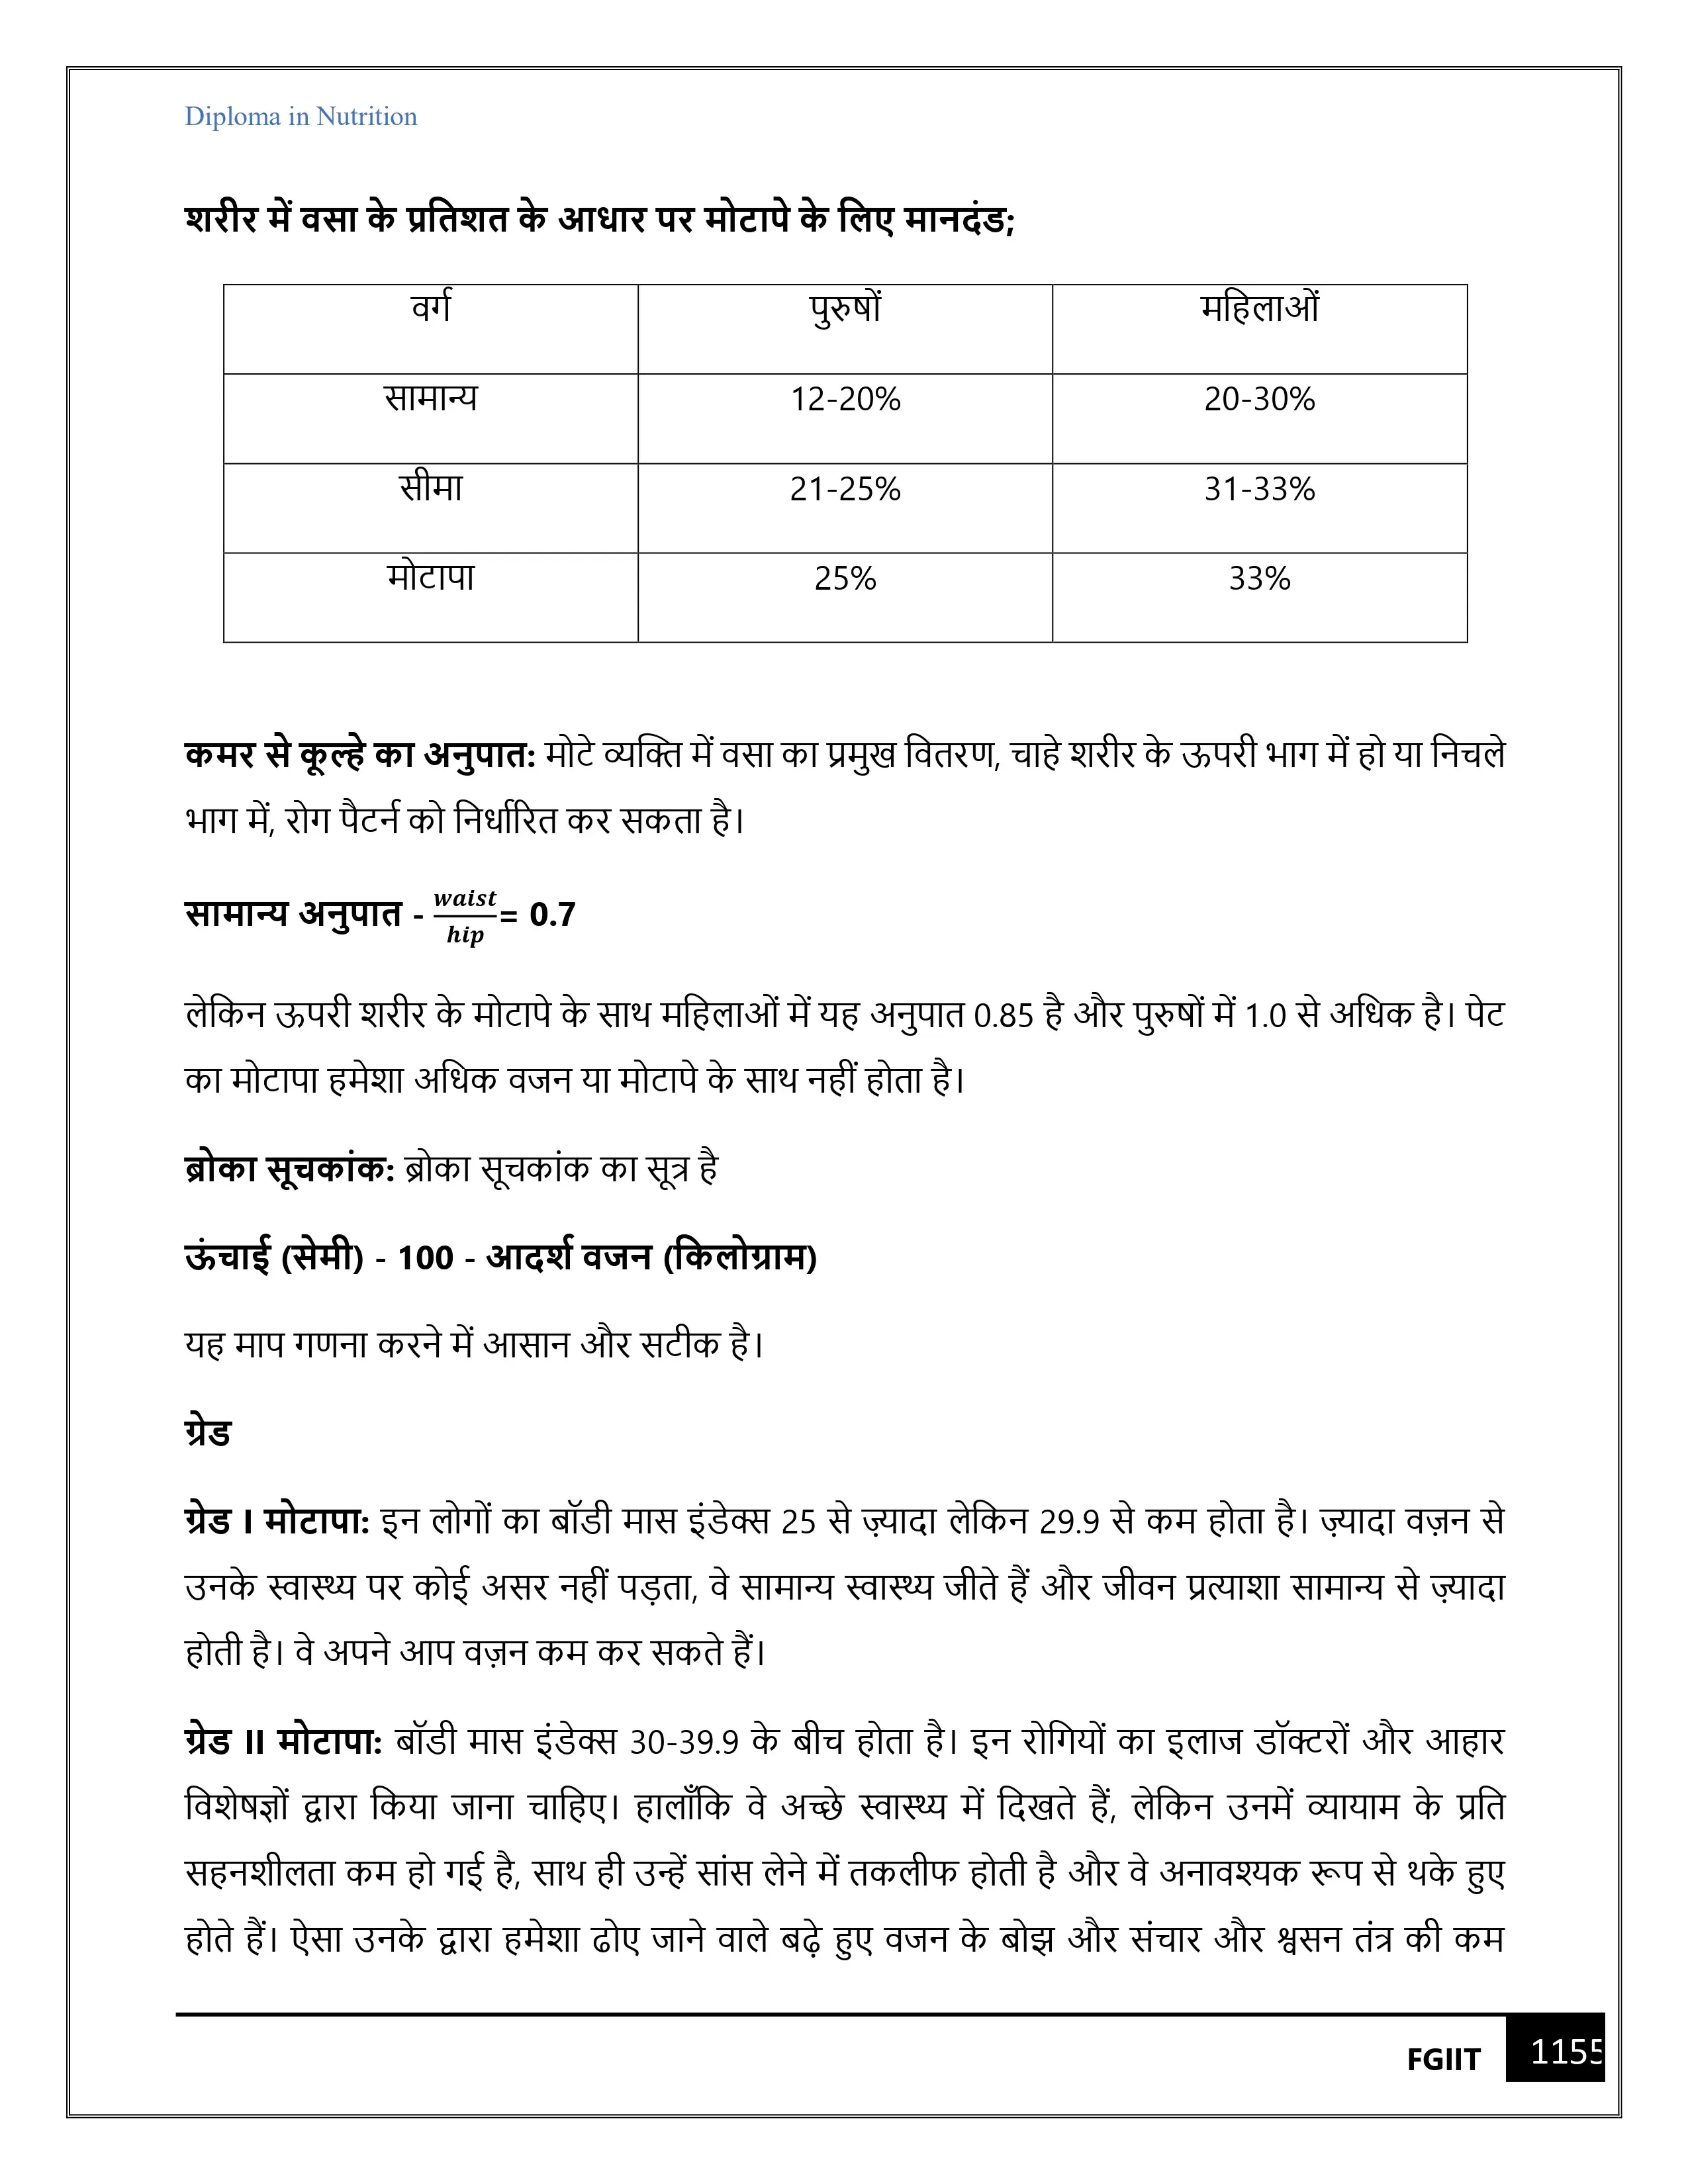 Diploma in Nutrition
शरीर में वसा के प्रतिशत के आधार पर मोटापे के लिए मानदंड;
वर्ग पुरुषों महिलाओं
सामान्य 12-20% 20-30%
सीमा 21-25% 31-33%
मोटापा 25% 33%
कमर से कूल्हे का अनुपात: मोटे व्यक्ति में वसा का प्रमुख वितरण, चाहे शरीर के ऊपरी भाग में हो या निचले
भाग में, रोग पैटर्न को निर्धारित कर सकता है।
सामान्य अनुपात - waist/hip = 0.7
लेकिन ऊपरी शरीर के मोटापे के साथ महिलाओं में यह अनुपात 0.85 है और पुरुषों में 1.0 से अधिक है। पेट
का मोटापा हमेशा अधिक वजन या मोटापे के साथ नहीं होता है।
ब्रोका सूचकांक: ब्रोका सूचकांक का सूत्र है
ऊंचाई (सेमी) - 100 - आदर्श वजन (किलोग्राम)
यह माप गणना करने में आसान और सटीक है।
ग्रेड
ग्रेड I मोटापा: इन लोगों का बॉडी मास इंडेक्स 25 से ज़्यादा लेकिन 29.9 से कम होता है। ज़्यादा वज़न से
उनके स्वास्थ्य पर कोई असर नहीं पड़ता, वे सामान्य स्वास्थ्य जीते हैं और जीवन प्रत्याशा सामान्य से ज़्यादा
होती है। वे अपने आप वज़न कम कर सकते हैं।
ग्रेड II मोटापा: बॉडी मास इंडेक्स 30-39.9 के बीच होता है। इन रोगियों का इलाज डॉक्टरों और आहार
विशेषज्ञों द्वारा किया जाना चाहिए। हालाँकि वे अच्छे स्वास्थ्य में दिखते हैं, लेकिन उनमें व्यायाम के प्रति
सहनशीलता कम हो गई है, साथ ही उन्हें सांस लेने में तकलीफ होती है और वे अनावश्यक रूप से थके हुए
होते हैं। ऐसा उनके द्वारा हमेशा ढोए जाने वाले बढ़े हुए वजन के बोझ और संचार और श्वसन तंत्र की कम
FGIIT 1155